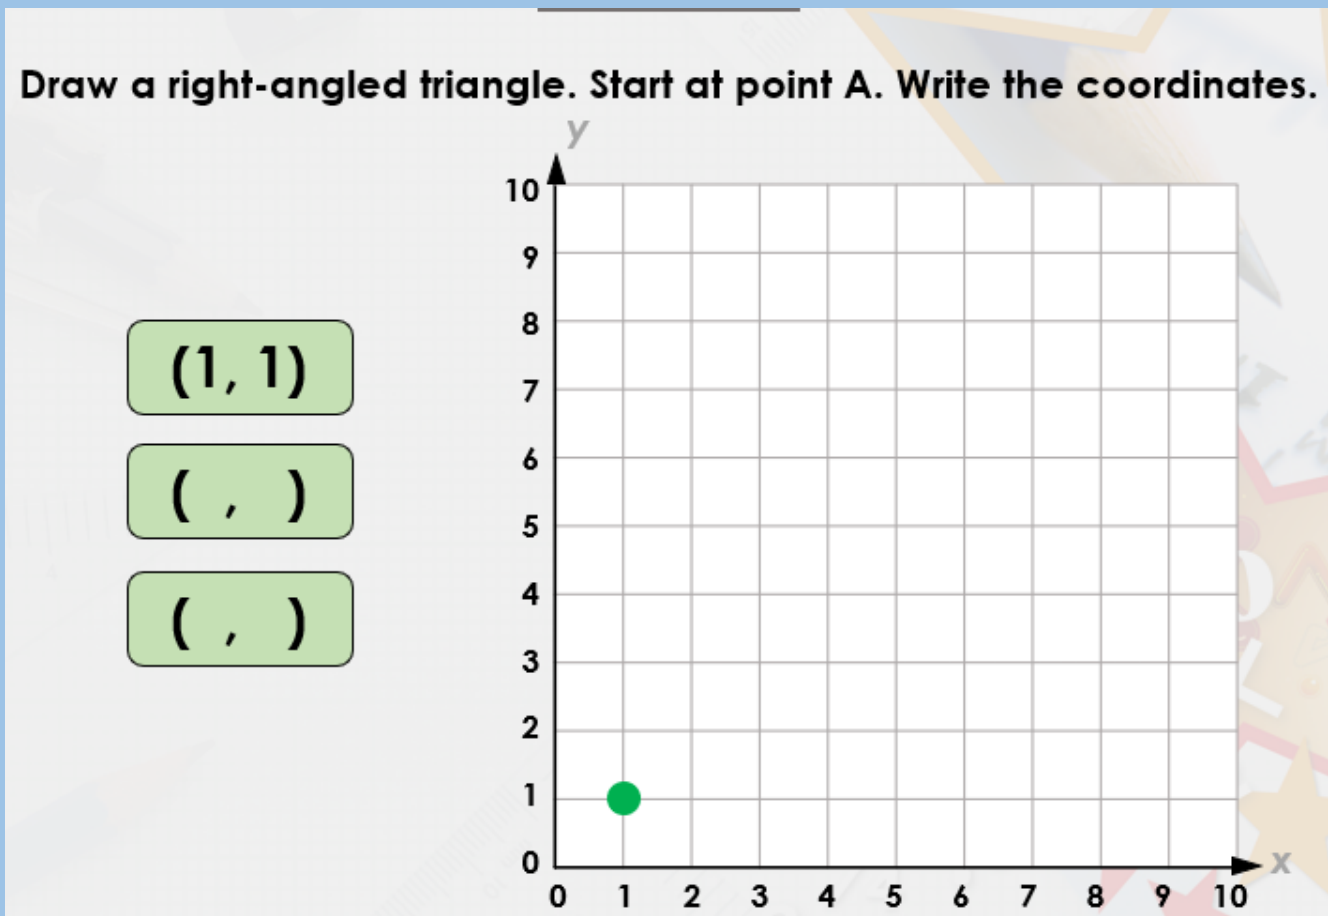 Draw a right-angled triangle. Start at point A. Write the coordinates.
y
10
9
8
7
6
5
4
3
2
1
0
(1, 1)
( , )
( , )
0 1 2 3 4 5 6 7 8 9 10
x